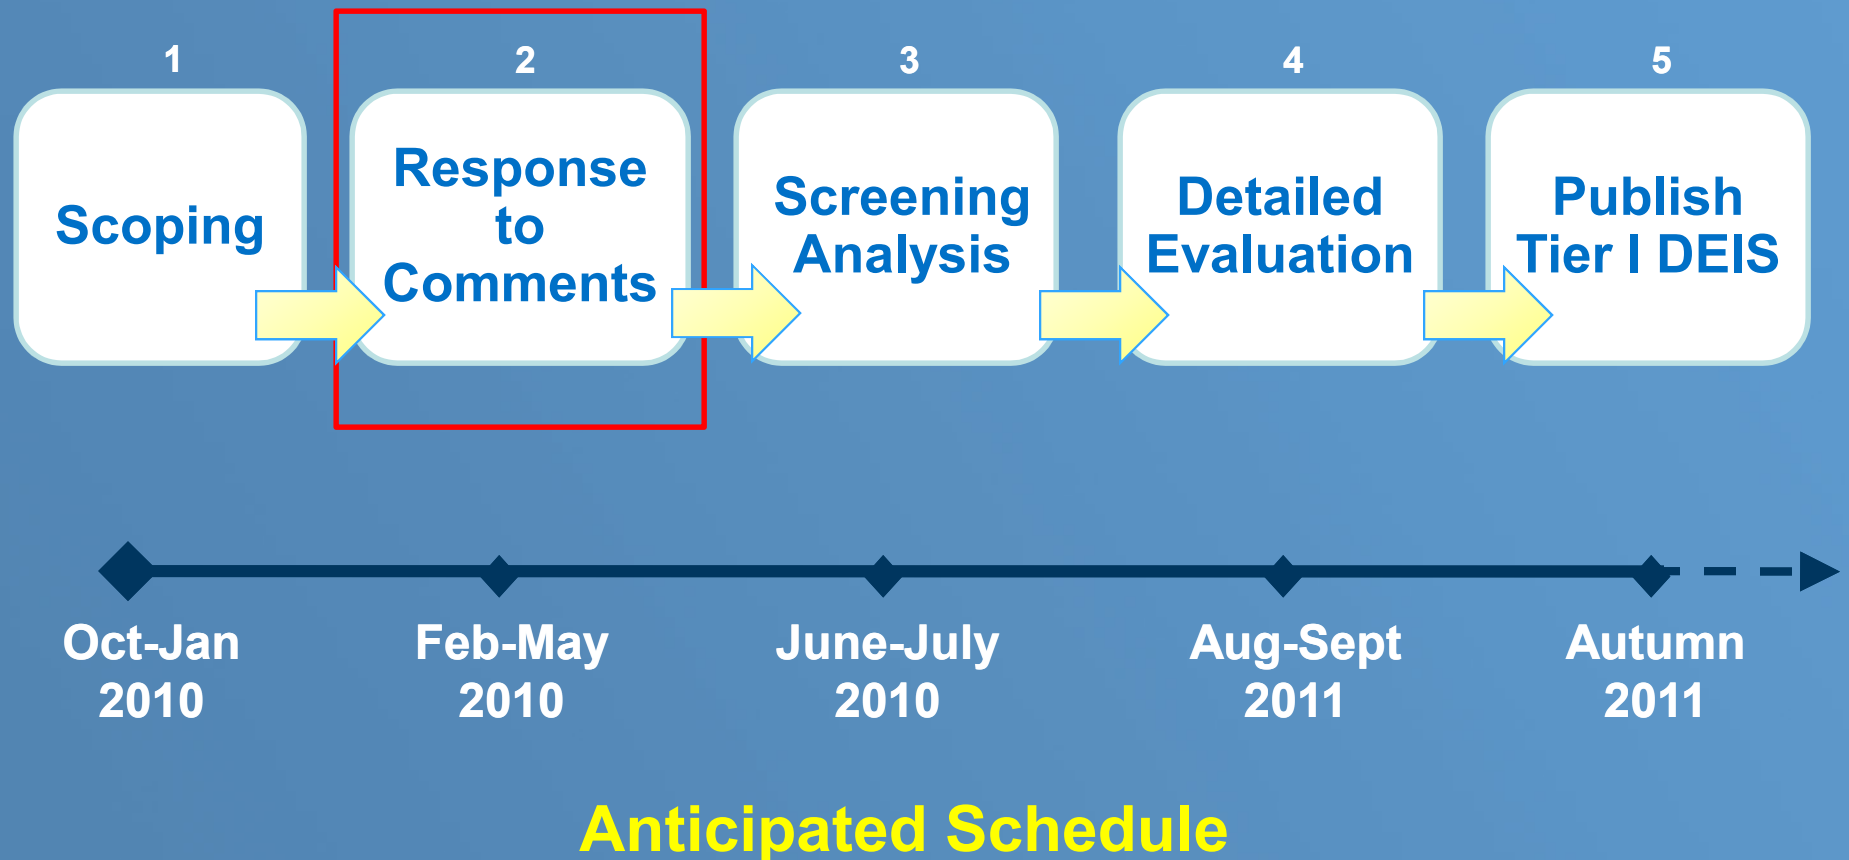 1
2
3
4
5
Scoping
Response
to
Comments
Screening
Analysis
Detailed
Evaluation
Publish
Tier I DEIS
Oct-Jan
2010
Feb-May
2010
June-July
2010
Aug-Sept
2011
Autumn
2011
Anticipated Schedule